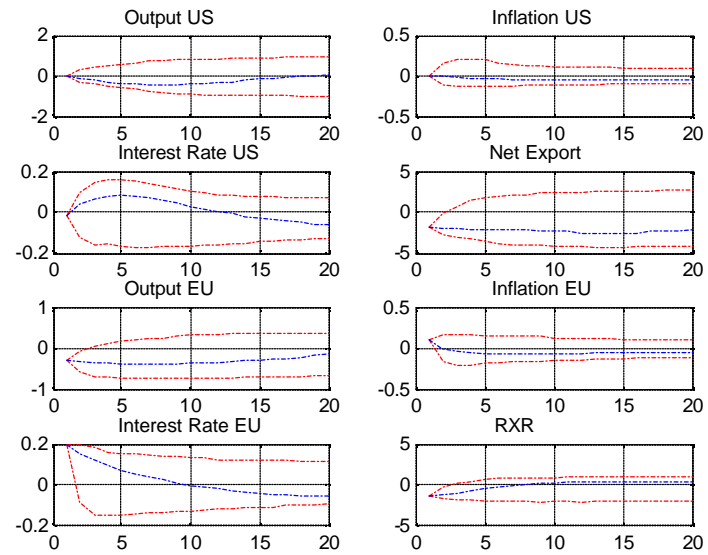 Output US
Inflation US
2
0
-2
0 5 10 15 20
0.5
0
-0.5
0 5 10 15 20
Interest Rate US
Net Export
0.2
0
-0.2
0 5 10 15 20
5
0
-5
0 5 10 15 20
Output EU
Inflation EU
1
0
-1
0 5 10 15 20
0.5
0
-0.5
0 5 10 15 20
Interest Rate EU
RXR
0.2
0
-0.2
0 5 10 15 20
5
0
-5
0 5 10 15 20